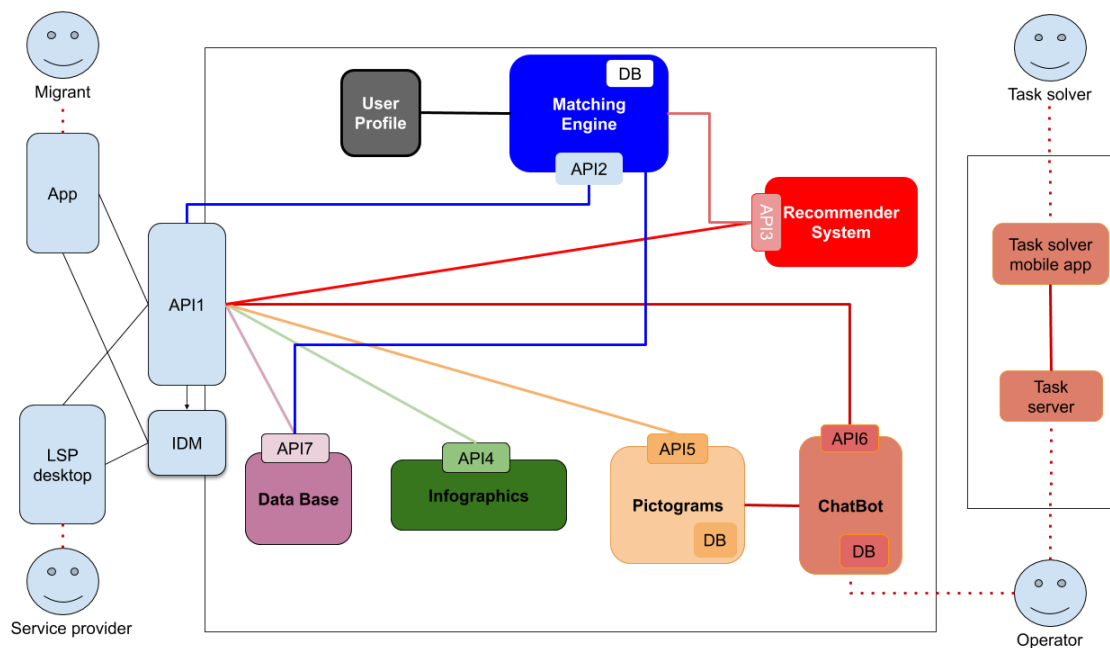 Migrant
Task solver
DB
User
Profile
Matching
Engine
API2
App
API3
Recommender
System
Task solver
mobile app
API1
Task
server
IDM
LSP
desktop
API7
Data Base
API4
Infographics
API5
Pictograms
DB
API6
ChatBot
DB
Service provider
Operator